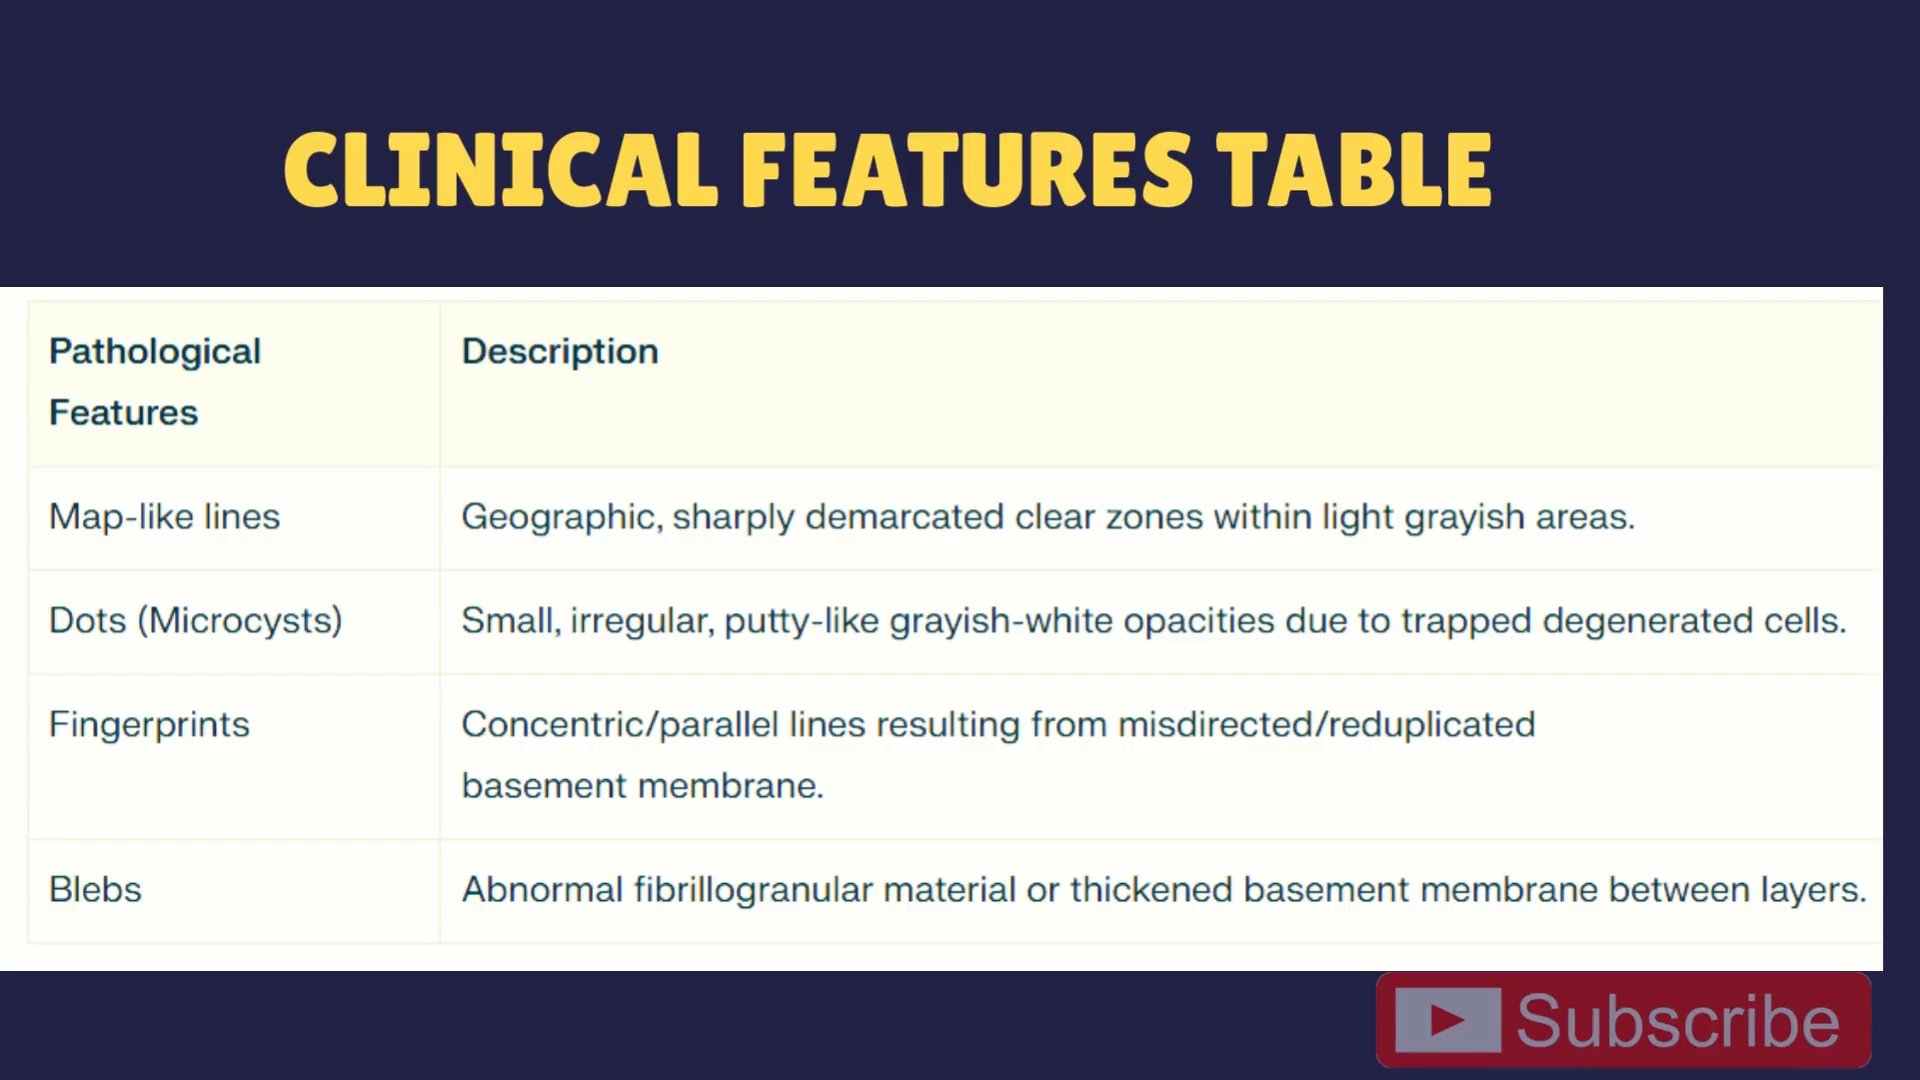 CLINICAL FEATURES TABLE
Pathological
Features
Description
Map-like lines
Geographic, sharply demarcated clear zones within light grayish areas.
Dots (Microcysts)
Small, irregular, putty-like grayish-white opacities due to trapped degenerated cells.
Fingerprints
Concentric/parallel lines resulting from misdirected/reduplicated
basement membrane.
Blebs
Abnormal fibrillogranular material or thickened basement membrane between layers.
Subscribe